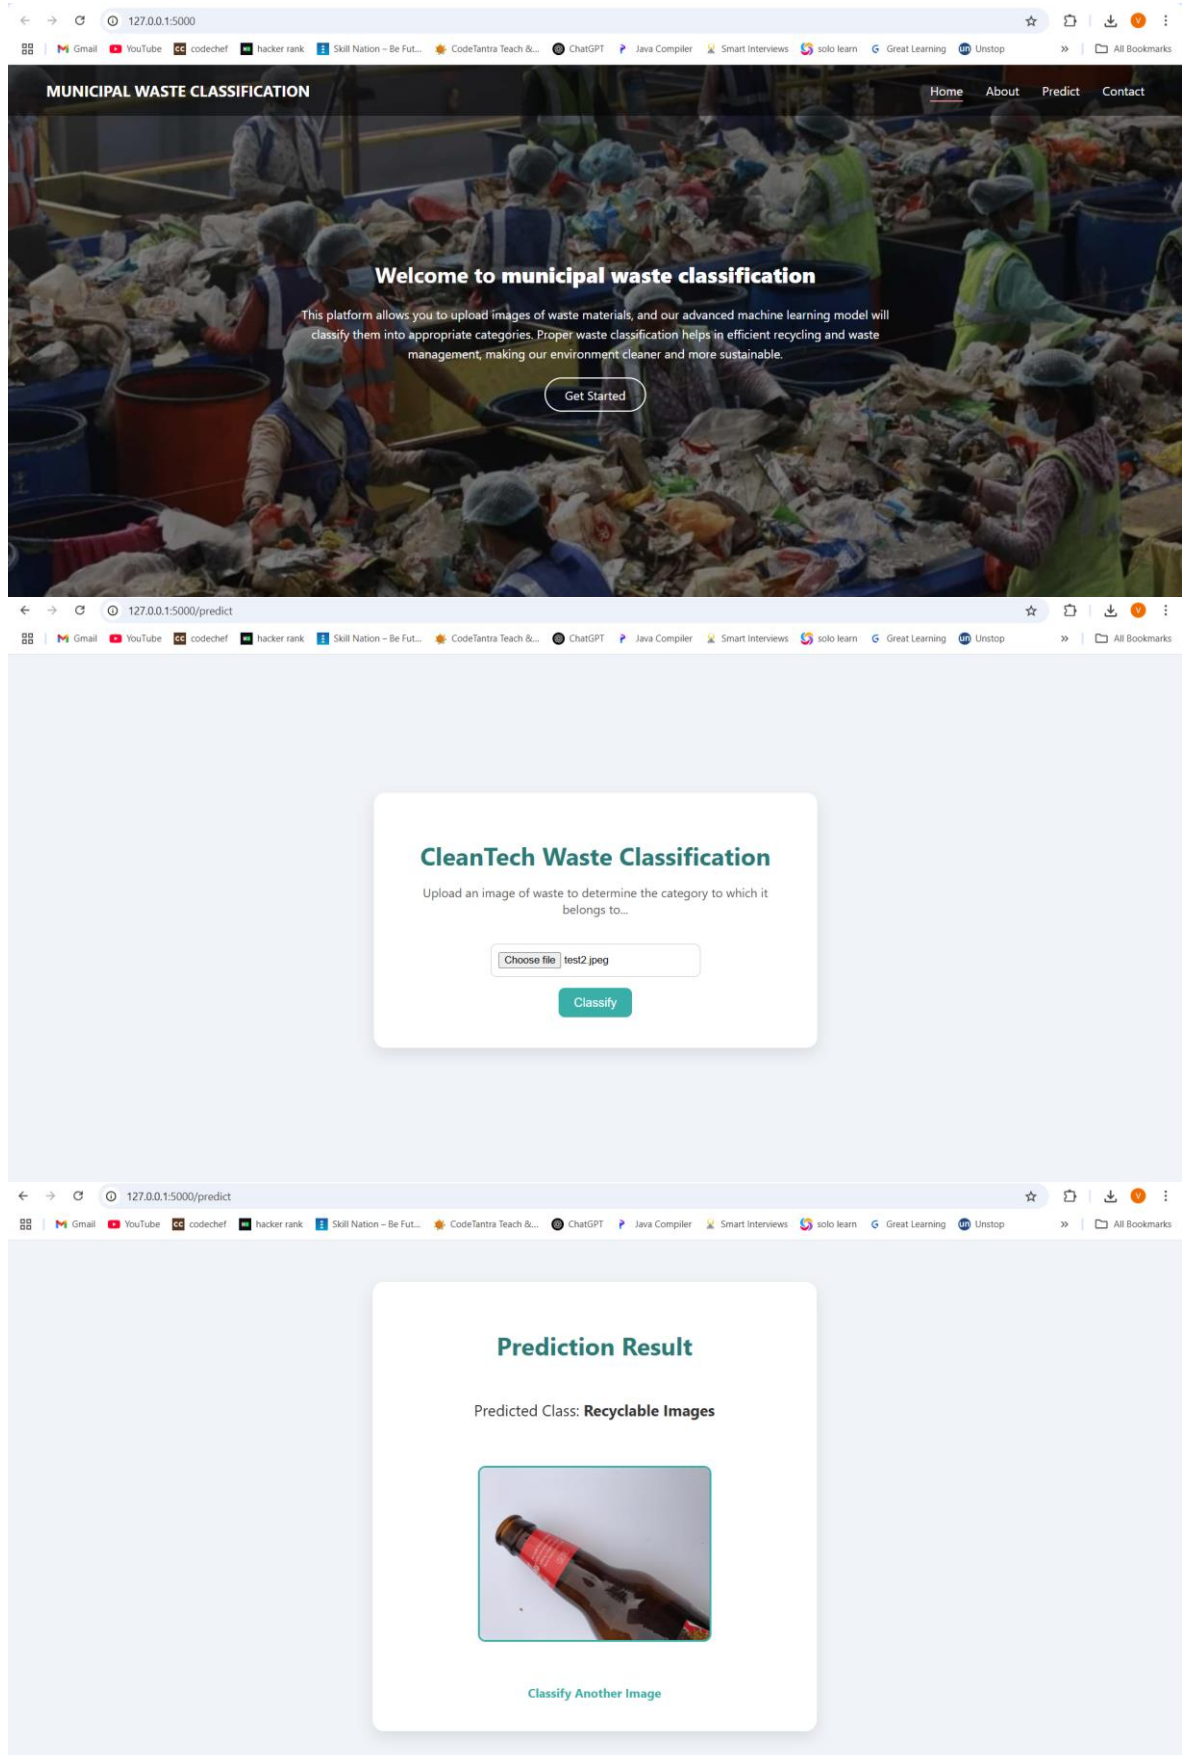 127.0.0.1:5000
Gmail YouTube codechef hacker rank Skill Nation – Be Fut... CodeTantra Teach &... ChatGPT Java Compiler Smart Interviews solo learn Great Learning Unstop » All Bookmarks
MUNICIPAL WASTE CLASSIFICATION Home About Predict Contact
Welcome to municipal waste classification
This platform allows you to upload images of waste materials, and our advanced machine learning model will
classify them into appropriate categories. Proper waste classification helps in efficient recycling and waste
management, making our environment cleaner and more sustainable.
Get Started
127.0.0.1:5000/predict
Gmail YouTube codechef hacker rank Skill Nation – Be Fut... CodeTantra Teach &... ChatGPT Java Compiler Smart Interviews solo learn Great Learning Unstop » All Bookmarks
CleanTech Waste Classification
Upload an image of waste to determine the category to which it
belongs to...
Choose file test2.jpeg
Classify
127.0.0.1:5000/predict
Gmail YouTube codechef hacker rank Skill Nation – Be Fut... CodeTantra Teach &... ChatGPT Java Compiler Smart Interviews solo learn Great Learning Unstop » All Bookmarks
Prediction Result
Predicted Class: Recyclable Images
Classify Another Image